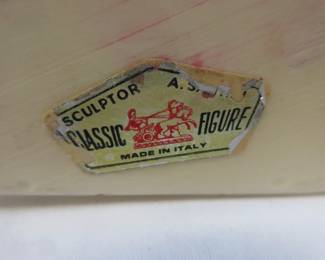 SCULPTOR A.
CLASSIC FIGURE
MADE IN ITALY